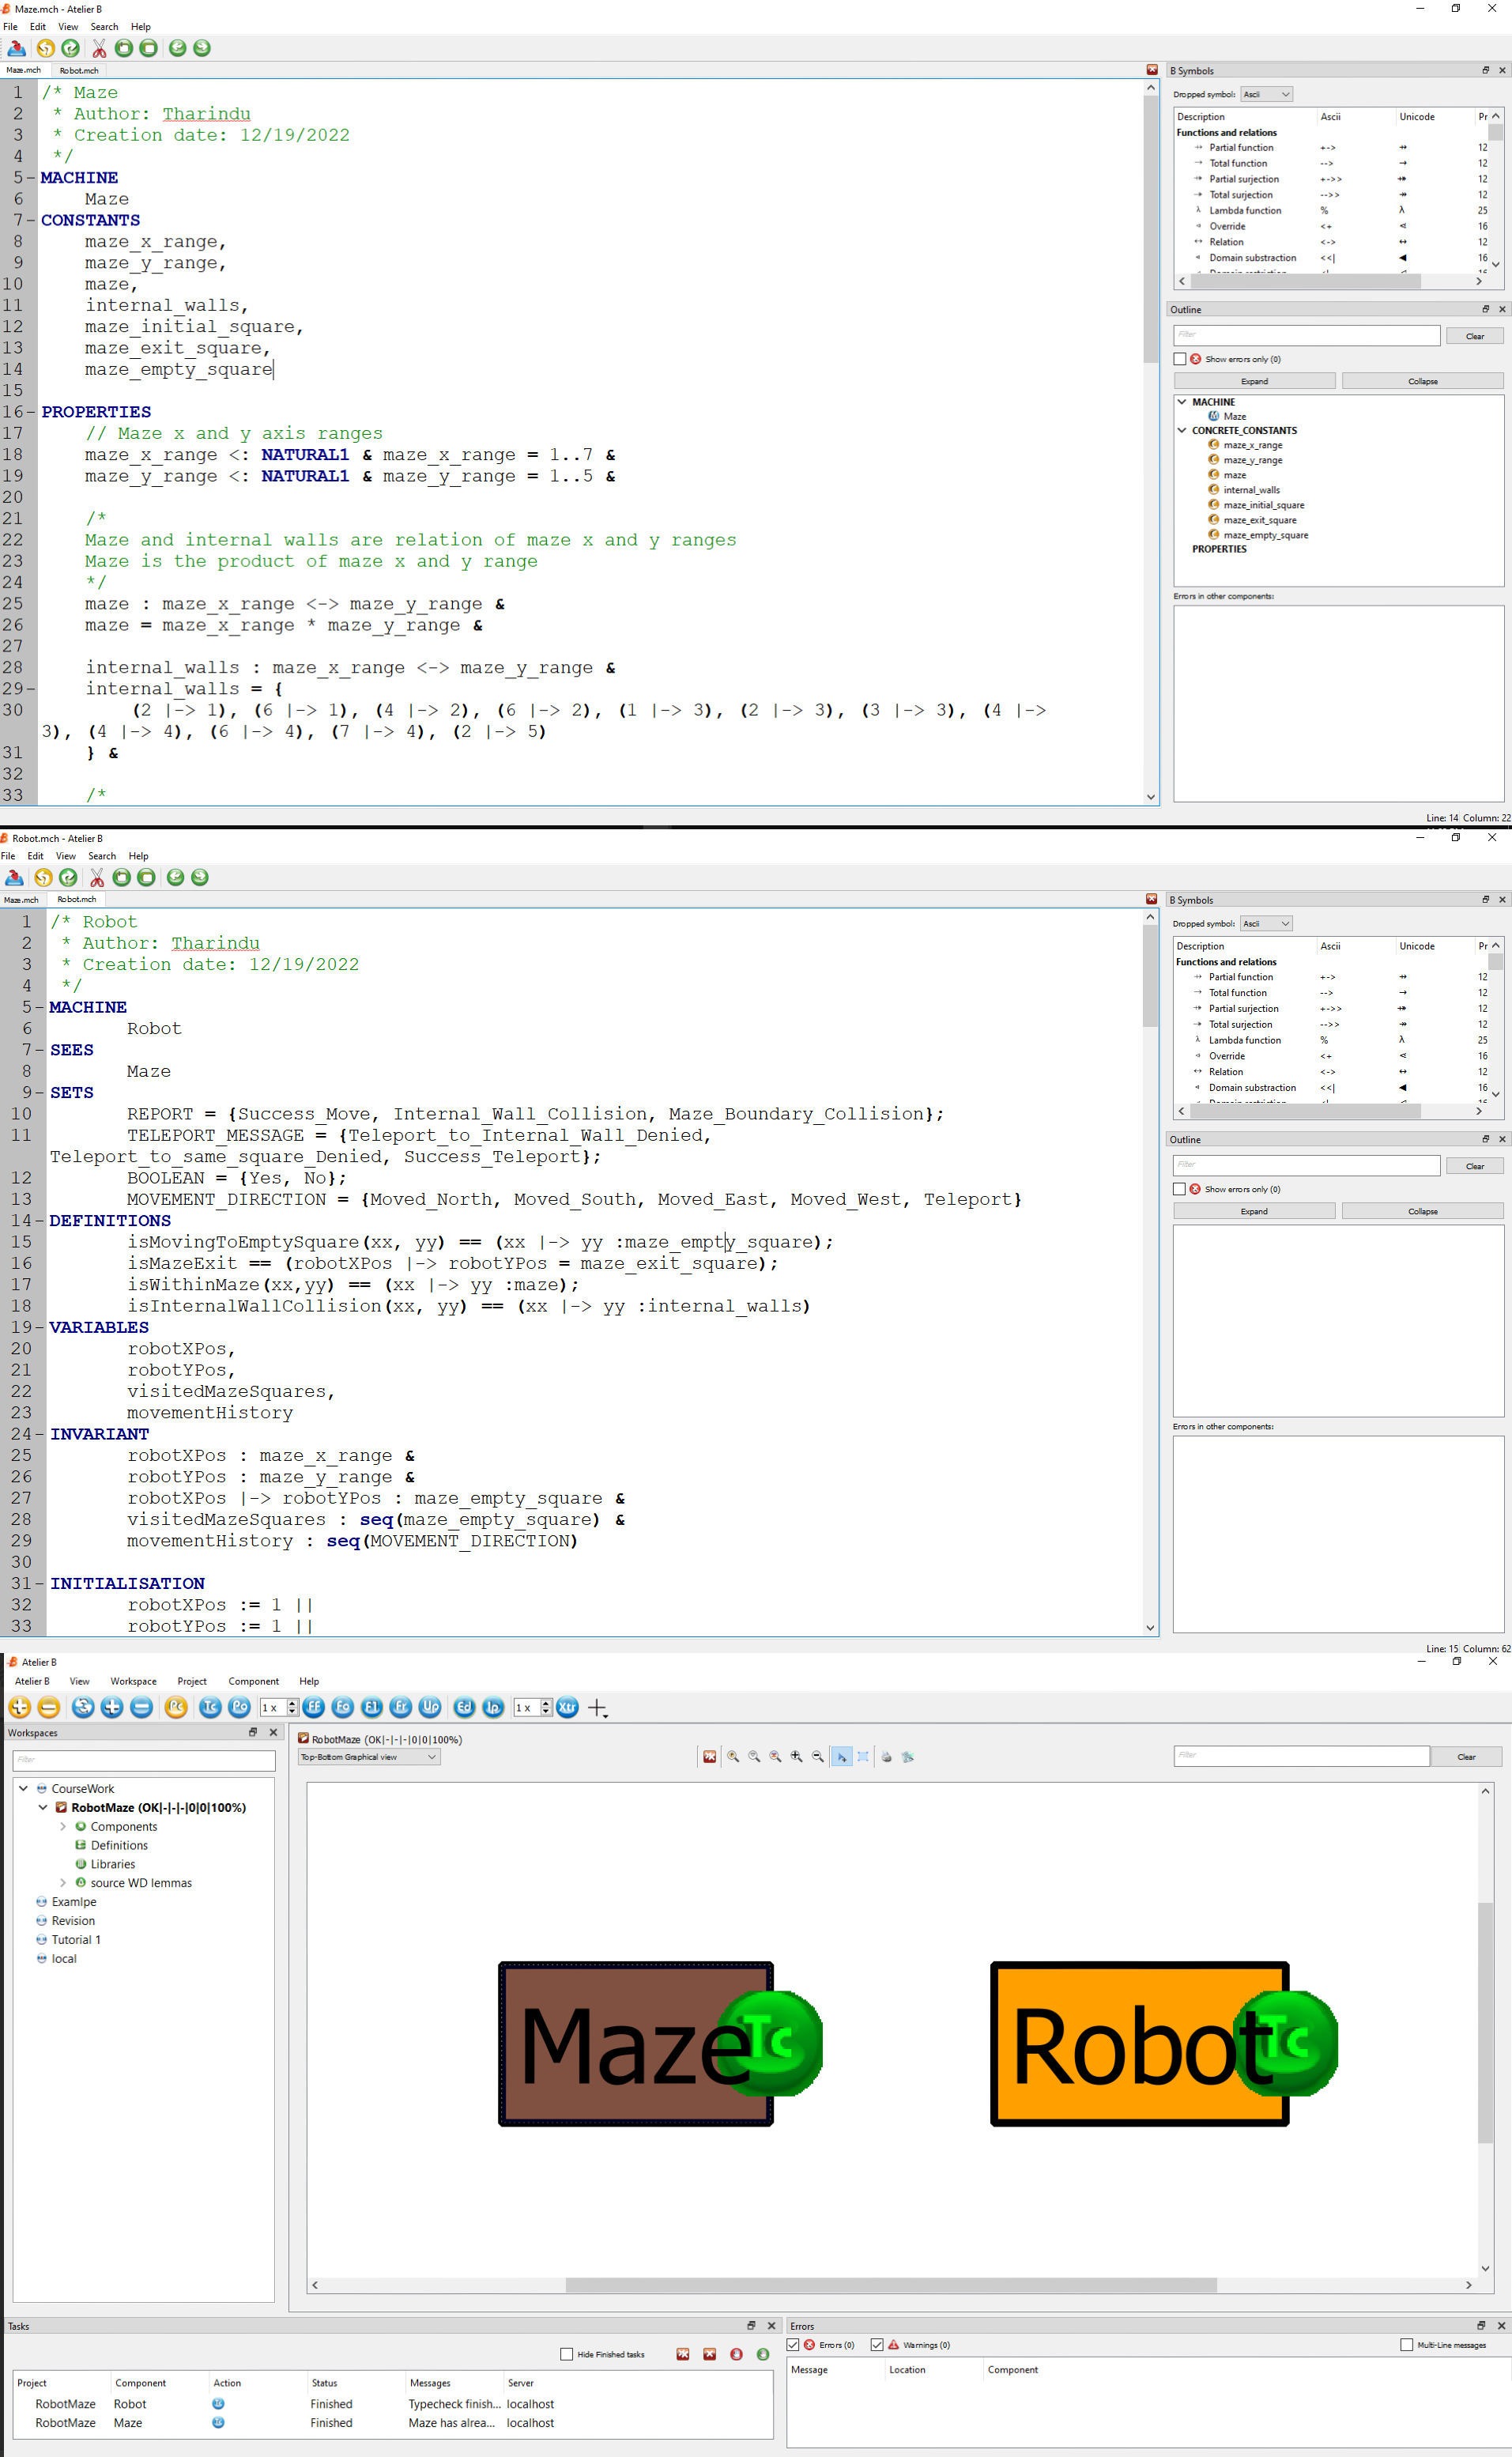 Maze.mch - Atelier B
File Edit View Search Help
Maze.mch Robot.mch
1 /* Maze
2 * Author: Tharindu
3 * Creation date: 12/19/2022
4 */
5 MACHINE
6 Maze
7 CONSTANTS
8 maze_x_range,
9 maze_y_range,
10 maze,
11 internal_walls,
12 maze_initial_square,
13 maze_exit_square,
14 maze_empty_square
15
16 PROPERTIES
17 // Maze x and y axis ranges
18 maze_x_range <: NATURAL1 & maze_x_range = 1..7 &
19 maze_y_range <: NATURAL1 & maze_y_range = 1..5 &
20
21 /*
22 Maze and internal walls are relation of maze x and y ranges
23 Maze is the product of maze x and y range
24 */
25 maze : maze_x_range <-> maze_y_range &
26 maze = maze_x_range * maze_y_range &
27
28 internal_walls : maze_x_range <-> maze_y_range &
29 internal_walls = {
30 (2 |-> 1), (6 |-> 1), (4 |-> 2), (6 |-> 2), (1 |-> 3), (2 |-> 3), (3 |-> 3), (4 |->
3), (4 |-> 4), (6 |-> 4), (7 |-> 4), (2 |-> 5)
31 } &
32
33 /*
B Symbols
Dropped symbol: Ascii
Description Ascii Unicode Pr
Functions and relations
Partial function +-> ⇸ 12
Total function --> → 12
Partial surjection +->> ⤀ 12
Total surjection -->> ↠ 12
λ Lambda function % λ 25
Override <+ 16
↔ Relation <-> ↔ 12
Domain substraction <<| 16
Outline
Filter
Clear
Show errors only (0)
Expand Collapse
MACHINE
Maze
CONCRETE_CONSTANTS
maze_x_range
maze_y_range
maze
internal_walls
maze_initial_square
maze_exit_square
maze_empty_square
PROPERTIES
Errors in other components:
Line: 14 Column: 22
Robot.mch - Atelier B
File Edit View Search Help
Maze.mch Robot.mch
1 /* Robot
2 * Author: Tharindu
3 * Creation date: 12/19/2022
4 */
5 MACHINE
6 Robot
7 SEES
8 Maze
9 SETS
10 REPORT = {Success_Move, Internal_Wall_Collision, Maze_Boundary_Collision};
11 TELEPORT_MESSAGE = {Teleport_to_Internal_Wall_Denied,
Teleport_to_same_square_Denied, Success_Teleport};
12 BOOLEAN = {Yes, No};
13 MOVEMENT_DIRECTION = {Moved_North, Moved_South, Moved_East, Moved_West, Teleport}
14 DEFINITIONS
15 isMovingToEmptySquare(xx, yy) == (xx |-> yy :maze_empty_square);
16 isMazeExit == (robotXPos |-> robotYPos = maze_exit_square);
17 isWithinMaze(xx,yy) == (xx |-> yy :maze);
18 isInternalWallCollision(xx, yy) == (xx |-> yy :internal_walls)
19 VARIABLES
20 robotXPos,
21 robotYPos,
22 visitedMazeSquares,
23 movementHistory
24 INVARIANT
25 robotXPos : maze_x_range &
26 robotYPos : maze_y_range &
27 robotXPos |-> robotYPos : maze_empty_square &
28 visitedMazeSquares : seq(maze_empty_square) &
29 movementHistory : seq(MOVEMENT_DIRECTION)
30
31 INITIALISATION
32 robotXPos := 1 ||
33 robotYPos := 1 ||
B Symbols
Dropped symbol: Ascii
Description Ascii Unicode Pr
Functions and relations
Partial function +-> ⇸ 12
Total function --> → 12
Partial surjection +->> ⤀ 12
Total surjection -->> ↠ 12
λ Lambda function % λ 25
Override <+ 16
↔ Relation <-> ↔ 12
Domain substraction <<| 16
Outline
Filter
Clear
Show errors only (0)
Expand Collapse
Errors in other components:
Line: 15 Column: 62
Atelier B
Atelier B View Workspace Project Component Help
Pc Tc Po 1 x FF F0 F1 Fr Up Ed Ip 1 x Xtr
Workspaces
Filter
CourseWork
RobotMaze (OK|-|-|-|0|0|100%)
Components
Definitions
Libraries
source WD lemmas
Examlpe
Revision
Tutorial 1
local
RobotMaze (OK|-|-|-|0|0|100%)
Top-Bottom Graphical view
Filter
Clear
Maze Tc
Robot Tc
Tasks
Hide Finished tasks
Project Component Action Status Messages Server
RobotMaze Robot Tc Finished Typecheck finish... localhost
RobotMaze Maze Tc Finished Maze has alrea... localhost
Errors
Errors (0) Warnings (0) Multi-Line messages
Message Location Component